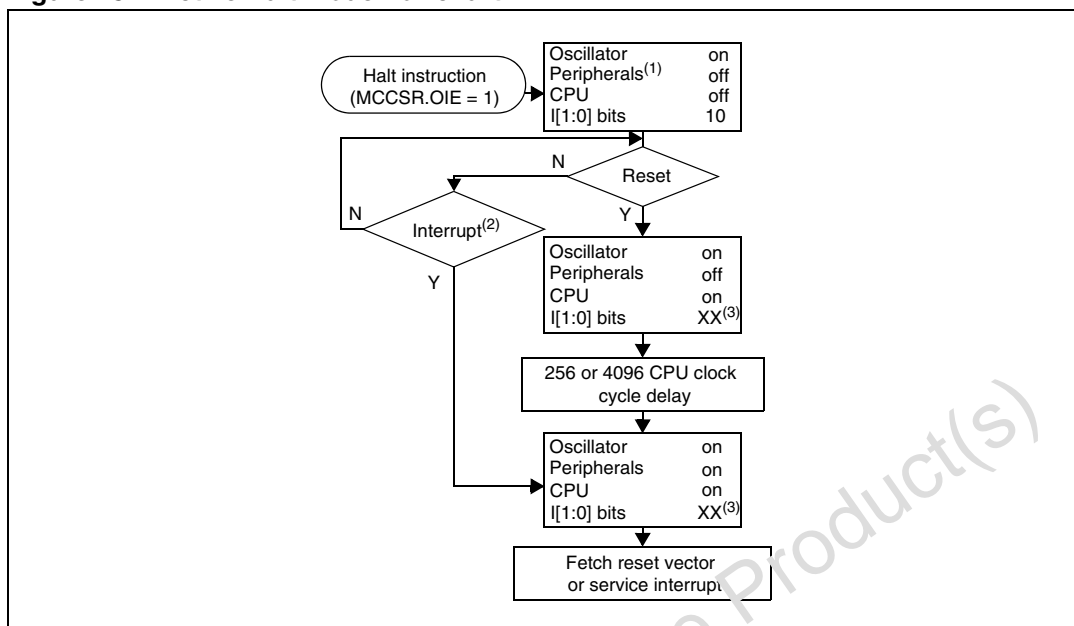 Halt instruction
(MCCSR.OIE = 1)
Oscillator on
Peripherals(1) off
CPU off
I[1:0] bits 10
N
Reset
N
Interrupt(2)
Y
Y
Oscillator on
Peripherals off
CPU on
I[1:0] bits XX(3)
256 or 4096 CPU clock
cycle delay
Oscillator on
Peripherals on
CPU on
I[1:0] bits XX(3)
Fetch reset vector
or service interrupt
Product(s)